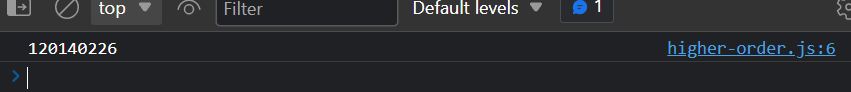 top Filter Default levels 1
120140226 higher-order.js:6